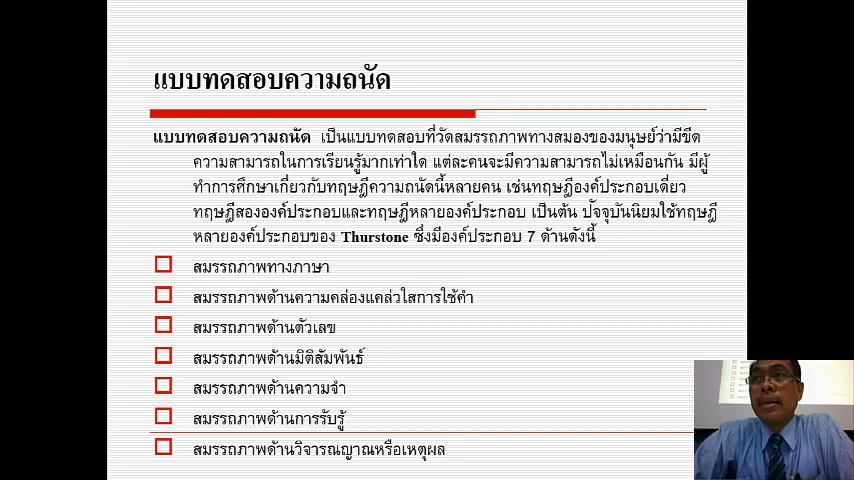 แบบทดสอบความถนัด
แบบทดสอบความถนัด เป็นแบบทดสอบที่วัดสมรรถภาพทางสมองของมนุษย์ว่ามีขีด
ความสามารถในการเรียนรู้มากเท่าใด แต่ละคนจะมีความสามารถไม่เหมือนกัน มีผู้
ทำการศึกษาเกี่ยวกับทฤษฎีความถนัดนี้หลายคน เช่นทฤษฎีองค์ประกอบเดี่ยว
ทฤษฎีสององค์ประกอบและทฤษฎีหลายองค์ประกอบ เป็นต้น ปัจจุบันนิยมใช้ทฤษฎี
หลายองค์ประกอบของ Thurstone ซึ่งมีองค์ประกอบ 7 ด้านดังนี้
สมรรถภาพทางภาษา
สมรรถภาพด้านความคล่องแคล่วใสการใช้คำ
สมรรถภาพด้านตัวเลข
สมรรถภาพด้านมิติสัมพันธ์
สมรรถภาพด้านความจำ
สมรรถภาพด้านการรับรู้
สมรรถภาพด้านวิจารณญาณหรือเหตุผล